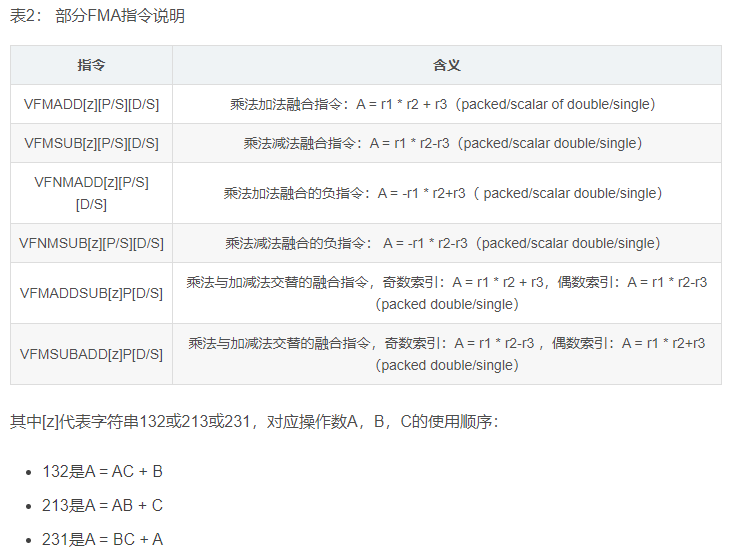 表2： 部分FMA指令说明
指令 含义
VFMADD[z][P/S][D/S] 乘法加法融合指令：A = r1 * r2 + r3（packed/scalar of double/single）
VFMSUB[z][P/S][D/S] 乘法减法融合指令：A = r1 * r2-r3（packed/scalar double/single）
VFNMADD[z][P/S]
[D/S]
乘法加法融合的负指令：A = -r1 * r2+r3（ packed/scalar double/single）
VFNMSUB[z][P/S][D/S] 乘法减法融合的负指令： A = -r1 * r2-r3（packed/scalar double/single）
VFMADDSUB[z]P[D/S] 乘法与加减法交替的融合指令，奇数索引：A = r1 * r2 + r3，偶数索引：A = r1 * r2-r3
（packed double/single）
VFMSUBADD[z]P[D/S] 乘法与加减法交替的融合指令，奇数索引：A = r1 * r2-r3 ，偶数索引：A = r1 * r2+r3
（packed double/single）
其中[z]代表字符串132或213或231，对应操作数A，B，C的使用顺序：
• 132是A = AC + B
• 213是A = AB + C
• 231是A = BC + A